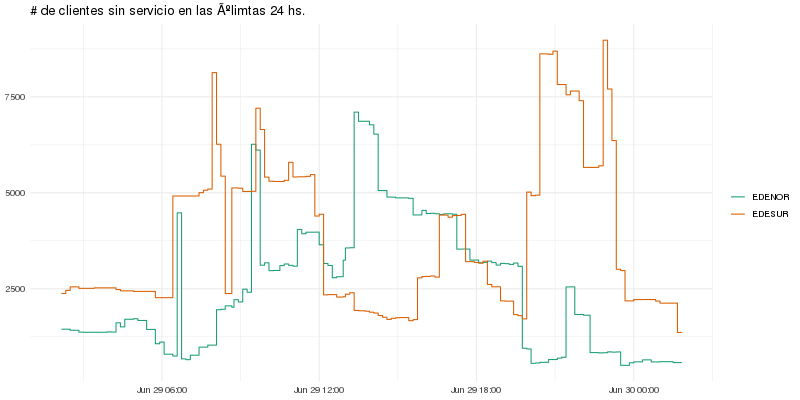 # de clientes sin servicio en las Ãºlimtas 24 hs.
7500
5000
2500
Jun 29 06:00
Jun 29 12:00
Jun 29 18:00
Jun 30 00:00
EDENOR
EDESUR